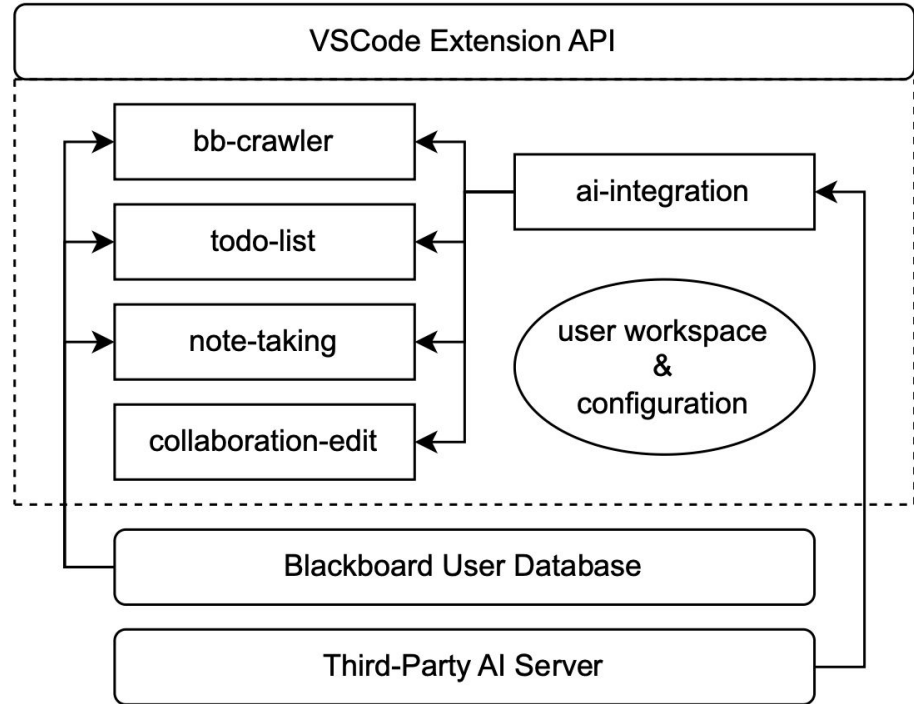 VSCode Extension API
bb-crawler
ai-integration
todo-list
note-taking
user workspace
&
configuration
collaboration-edit
Blackboard User Database
Third-Party AI Server